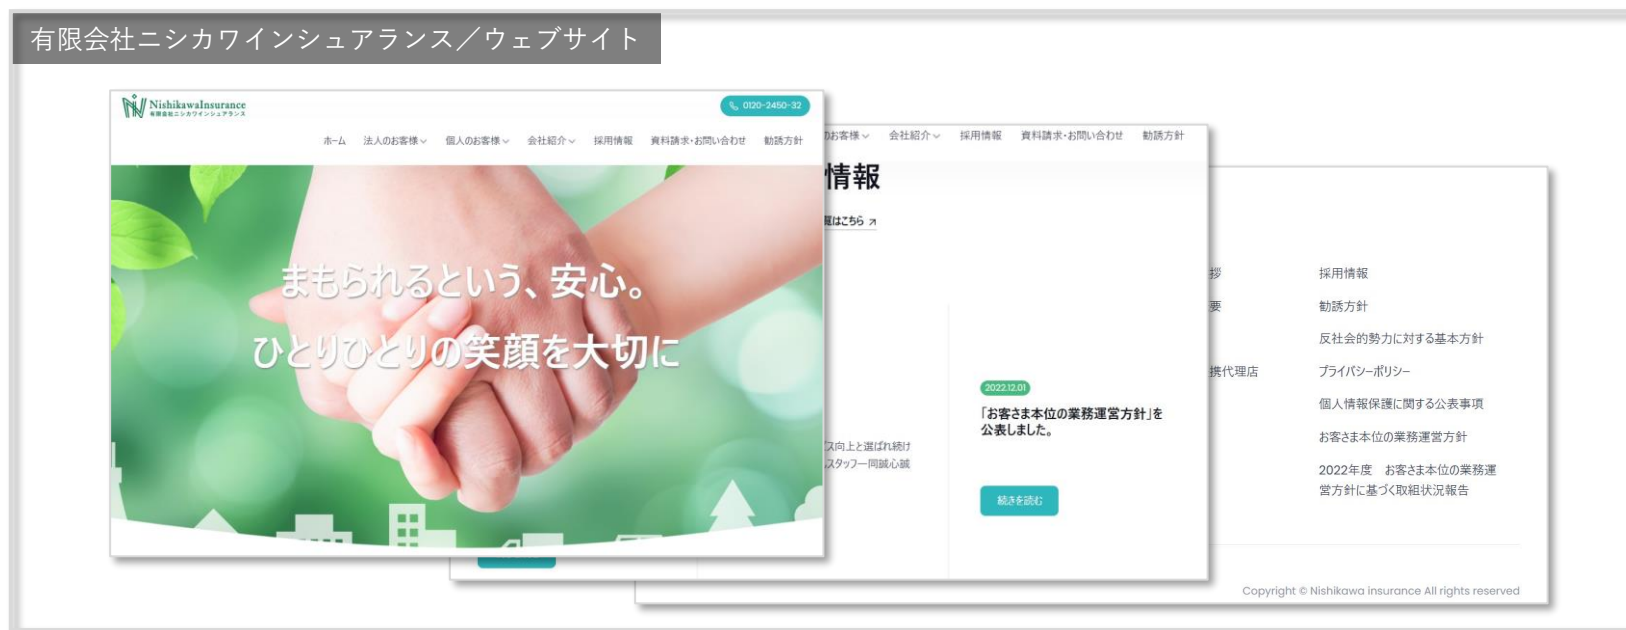 有限会社ニシカワインシュアランス／ウェブサイト
NishikawaInsurance
有限会社ニシカワインシュアランス
0120-2450-32
ホーム 法人のお客様 個人のお客様 会社紹介 採用情報 資料請求・お問い合わせ 勧誘方針
まもられるという、安心。
ひとりひとりの笑顔を大切に
のお客様 会社紹介 採用情報 資料請求・お問い合わせ 勧誘方針
情報
覧はこちら
ビス向上と選ばれ続け
スタッフ一同誠心誠
2022.12.01
「お客さま本位の業務運営方針」を
公表しました。
続きを読む
拶
要
携代理店
採用情報
勧誘方針
反社会的勢力に対する基本方針
プライバシーポリシー
個人情報保護に関する公表事項
お客さま本位の業務運営方針
2022年度　お客さま本位の業務運
営方針に基づく取組状況報告
Copyright © Nishikawa insurance All rights reserved